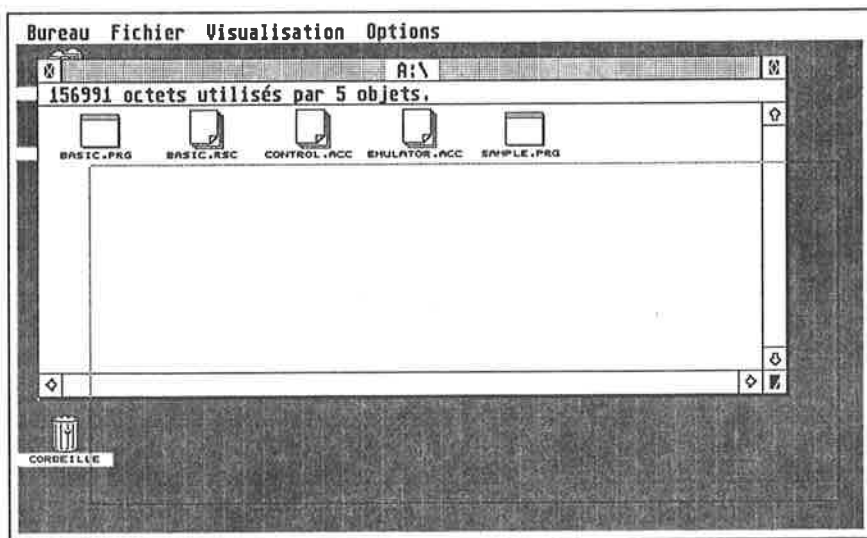 Bureau Fichier Visualisation Options
A:\
156991 octets utilisés par 5 objets.
BASIC.PRG BASIC.RSC CONTROL.ACC EMULATOR.ACC SAMPLE.PRG
CORBEILLE